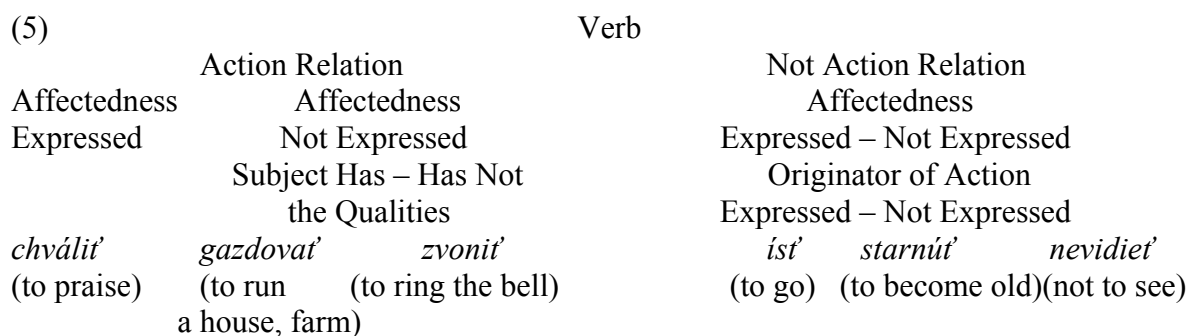 (5) Verb
Action Relation Not Action Relation
Affectedness Affectedness Affectedness
Expressed Not Expressed Expressed – Not Expressed
Subject Has – Has Not Originator of Action
the Qualities Expressed – Not Expressed
chváliť gazdovať zvoniť ísť starnúť nevidieť
(to praise) (to run (to ring the bell) (to go) (to become old)(not to see)
a house, farm)